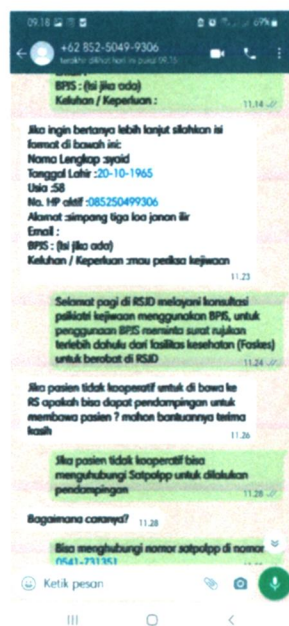 09.18
69%
+62 852-5049-9306
terakhir dilihat hari ini pukul 09.15
BPJS : (Isi jika ada)
Keluhan / Keperluan :
11.14
Jika ingin bertanya lebih lanjut silahkan isi
format di bawah ini:
Nama Lengkap :syaid
Tanggal Lahir :20-10-1965
Usia :58
No. HP aktif :085250499306
Alamat :simpang tiga loa janan ilir
Email :
BPJS : (Isi jika ada)
Keluhan / Keperluan :mau periksa kejiwaan
11.23
Selamat pagi di RSJD melayani konsultasi
psikiatri kejiwaan menggunakan BPJS, untuk
penggunaan BPJS meminta surat rujukan
terlebih dahulu dari fasilitas kesehatan (Faskes)
untuk berobat di RSJD
11.24
Jika pasien tidak kooperatif untuk di bawa ke
RS apakah bisa dapat pendampingan untuk
membawa pasien ? mohon bantuannya terima
kasih
11.26
Jika pasien tidak kooperatif bisa
menguhubungi Satpolpp untuk dilakukan
pendampingan
11.28
Bagaimana caranya?
11.28
Bisa menghubungi nomor satpolpp di nomor
0541-731351
Ketik pesan